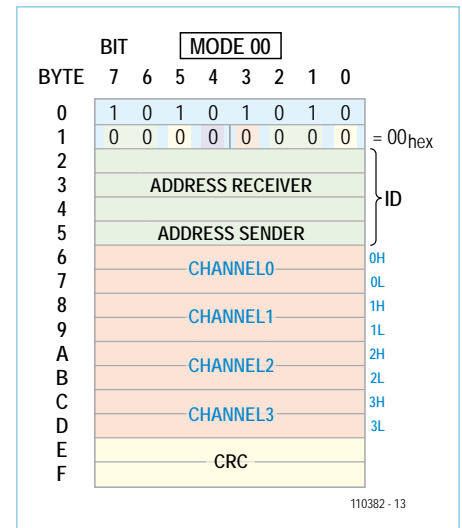 BIT MODE 00
BYTE 7 6 5 4 3 2 1 0
0 1 0 1 0 1 0 1 0
1 0 0 0 0 0 0 0 0 = 00hex
2
3 ADDRESS RECEIVER ID
4
5 ADDRESS SENDER
6 0H
CHANNEL0
7 0L
8 1H
CHANNEL1
9 1L
A 2H
CHANNEL2
B 2L
C 3H
CHANNEL3
D 3L
E
CRC
F
110382 - 13